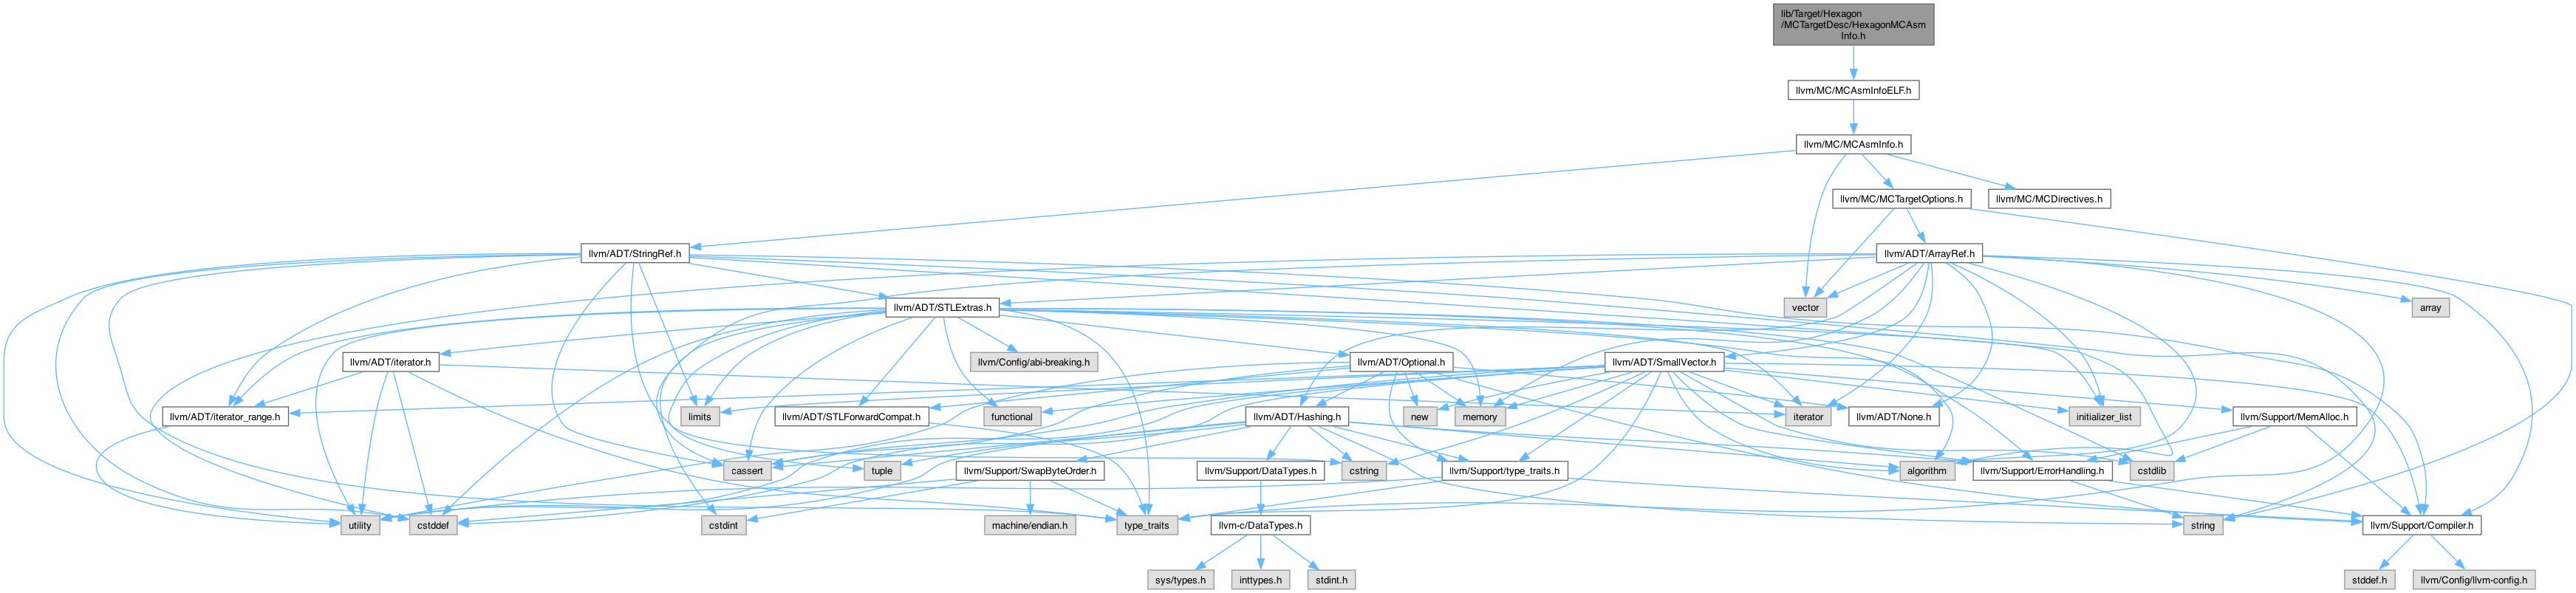 lib/Target/Hexagon
/MCTargetDesc/HexagonMCAsm
Info.h
llvm/MC/MCAsmInfoELF.h
llvm/MC/MCAsmInfo.h
llvm/MC/MCTargetOptions.h
llvm/MC/MCDirectives.h
llvm/ADT/StringRef.h
llvm/ADT/ArrayRef.h
llvm/ADT/STLExtras.h
vector
array
llvm/ADT/iterator.h
llvm/Config/abi-breaking.h
llvm/ADT/Optional.h
llvm/ADT/SmallVector.h
llvm/ADT/iterator_range.h
limits
llvm/ADT/STLForwardCompat.h
functional
llvm/ADT/Hashing.h
new
memory
iterator
llvm/ADT/None.h
initializer_list
llvm/Support/MemAlloc.h
cassert
tuple
llvm/Support/SwapByteOrder.h
llvm/Support/DataTypes.h
cstring
llvm/Support/type_traits.h
algorithm
llvm/Support/ErrorHandling.h
cstdlib
utility
cstddef
cstdint
machine/endian.h
type_traits
llvm-c/DataTypes.h
string
llvm/Support/Compiler.h
sys/types.h
inttypes.h
stdint.h
stddef.h
llvm/Config/llvm-config.h